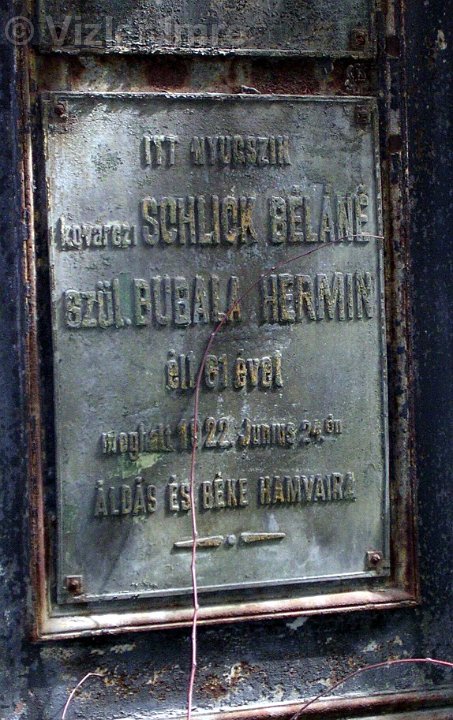 © Vizler Imre
ITT NYUGSZIK
kovarczi SCHLICK BÉLÁNÉ
szül. BUBALA HERMIN
élt 61 évet
meghalt 1922. Junius 24 én
ÁLDÁS ÉS BÉKE HAMVAIRA